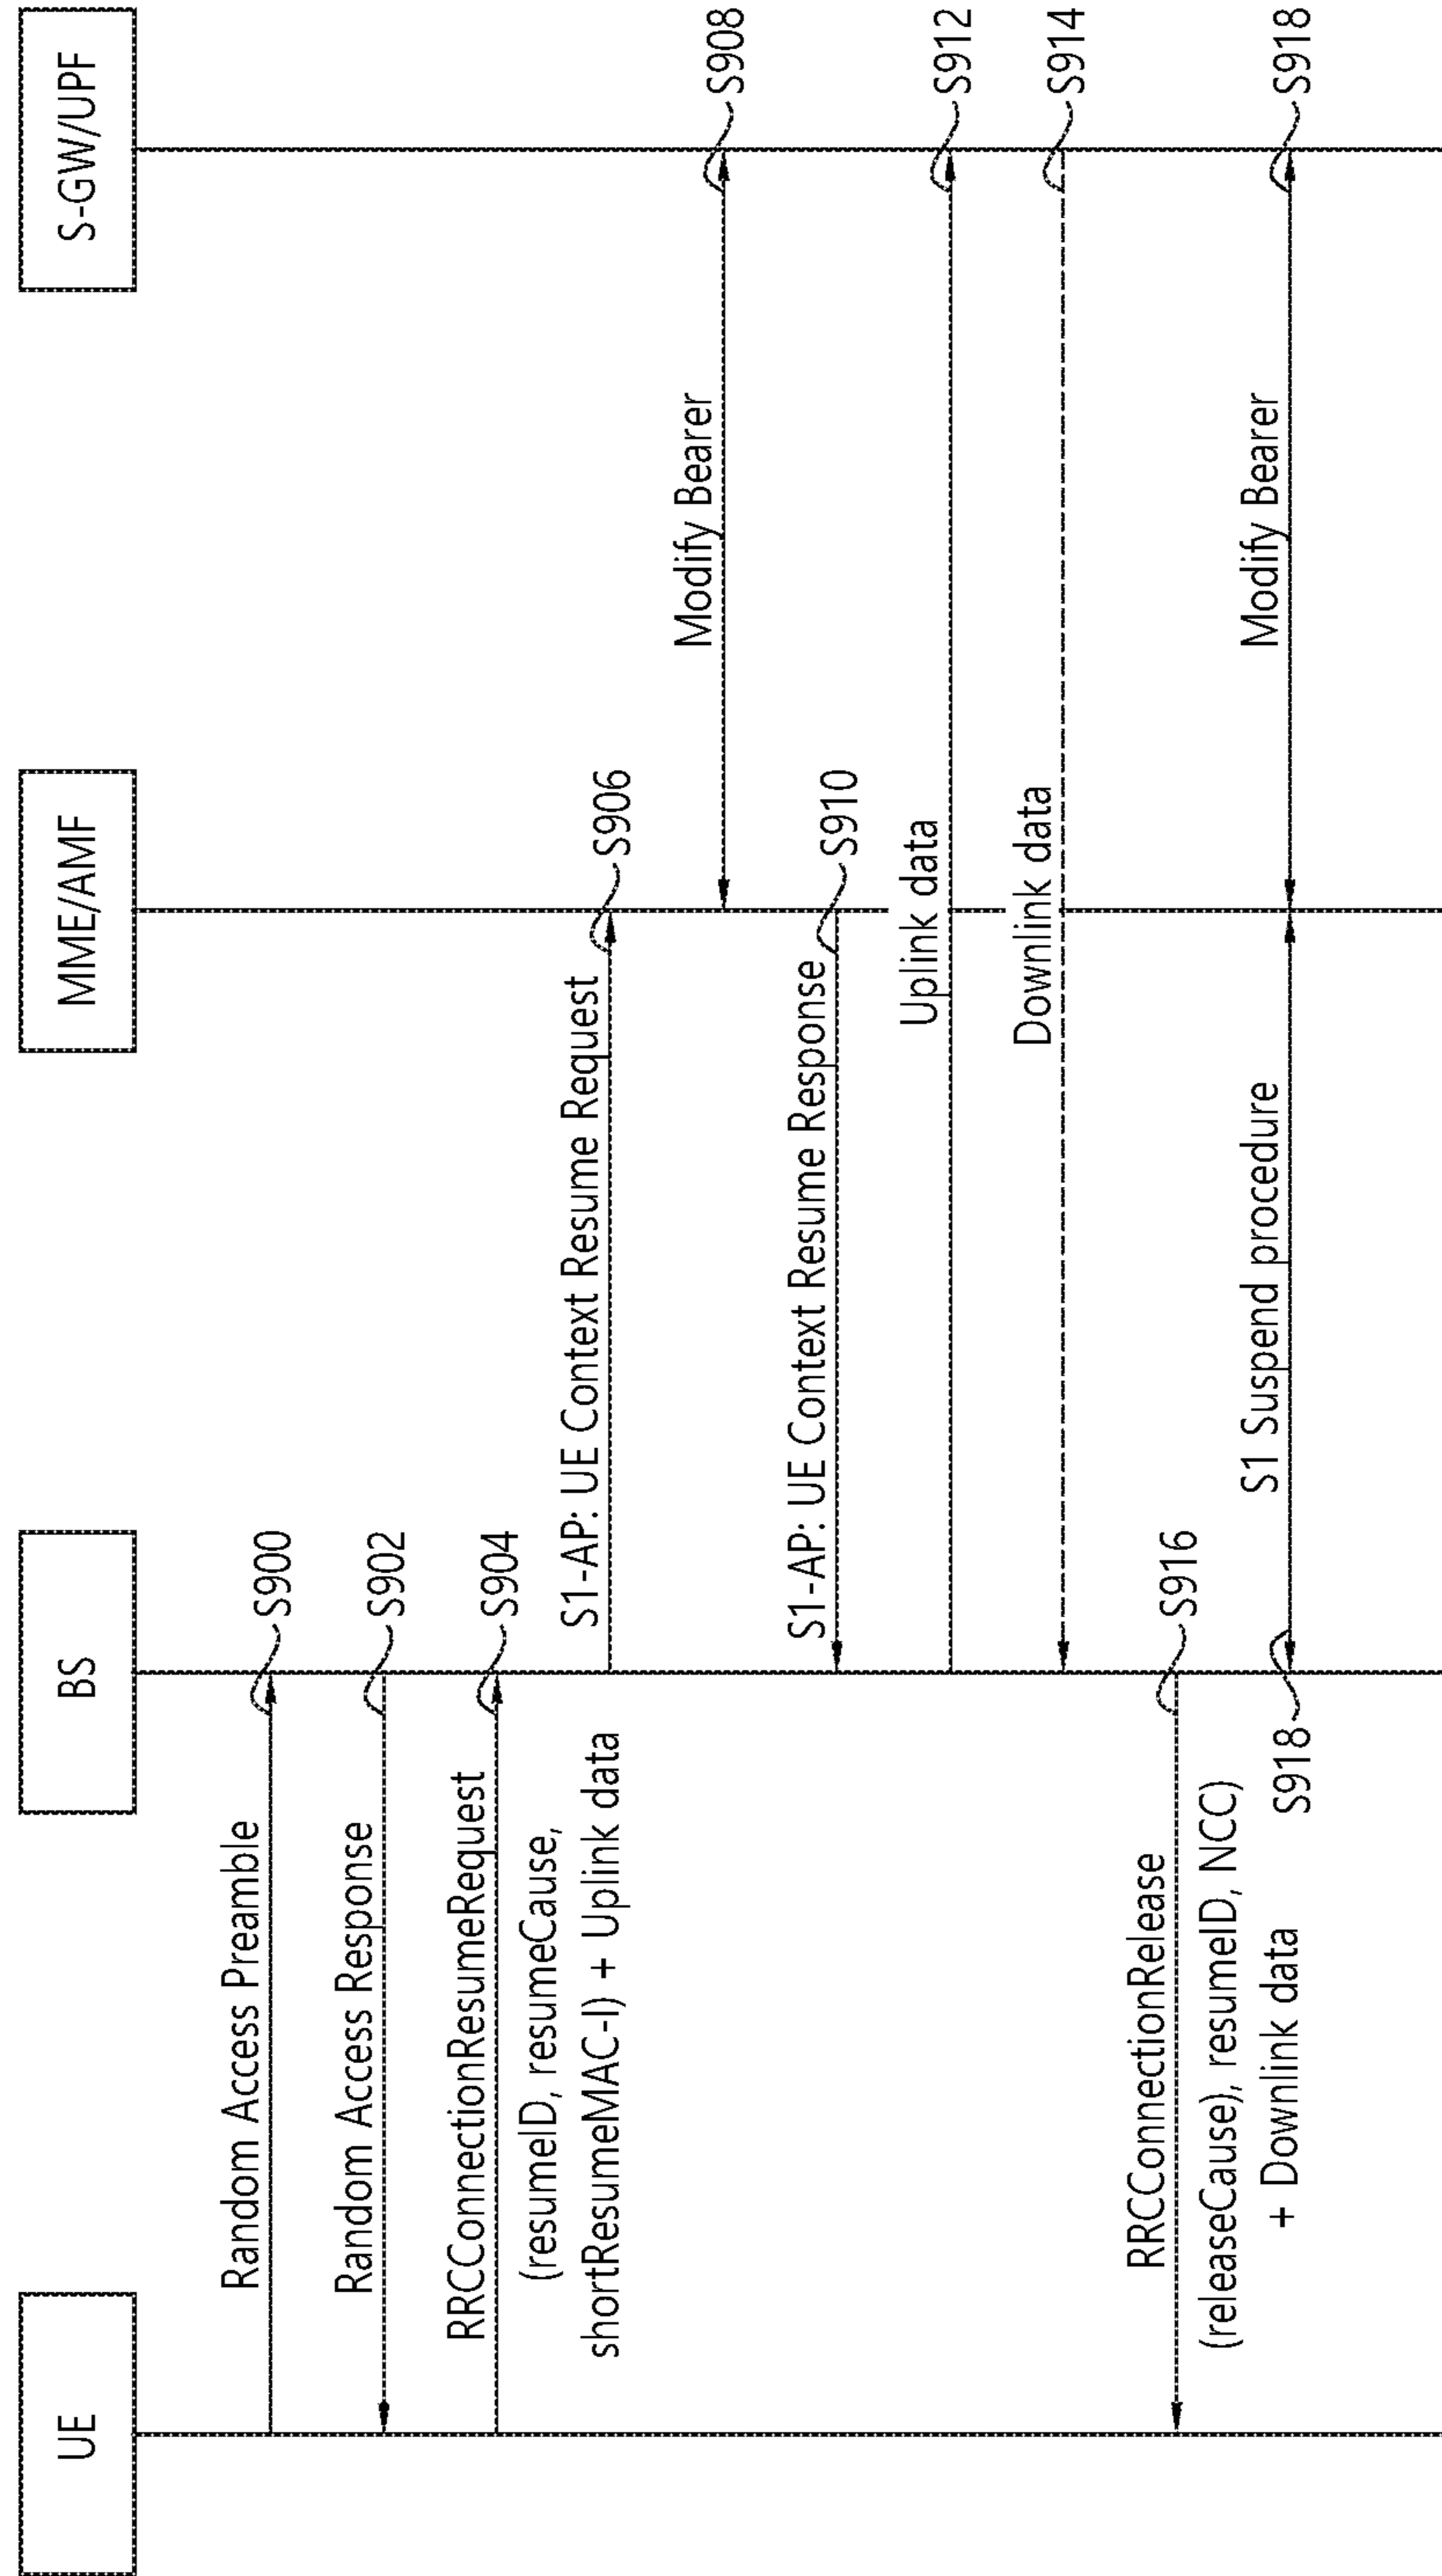 UE
BS
MME/AMF
S-GW/UPF
Random Access Preamble
S900
Random Access Response
S902
RRCConnectionResumeRequest
S904
(resumeID, resumeCause,
shortResumeMAC-I) + Uplink data
S1-AP: UE Context Resume Request
S906
Modify Bearer
S908
S1-AP: UE Context Resume Response
S910
Uplink data
S912
Downlink data
S914
RRCConnectionRelease
S916
(releaseCause), resumeID, NCC)
+ Downlink data
S918
S1 Suspend procedure
Modify Bearer
S918